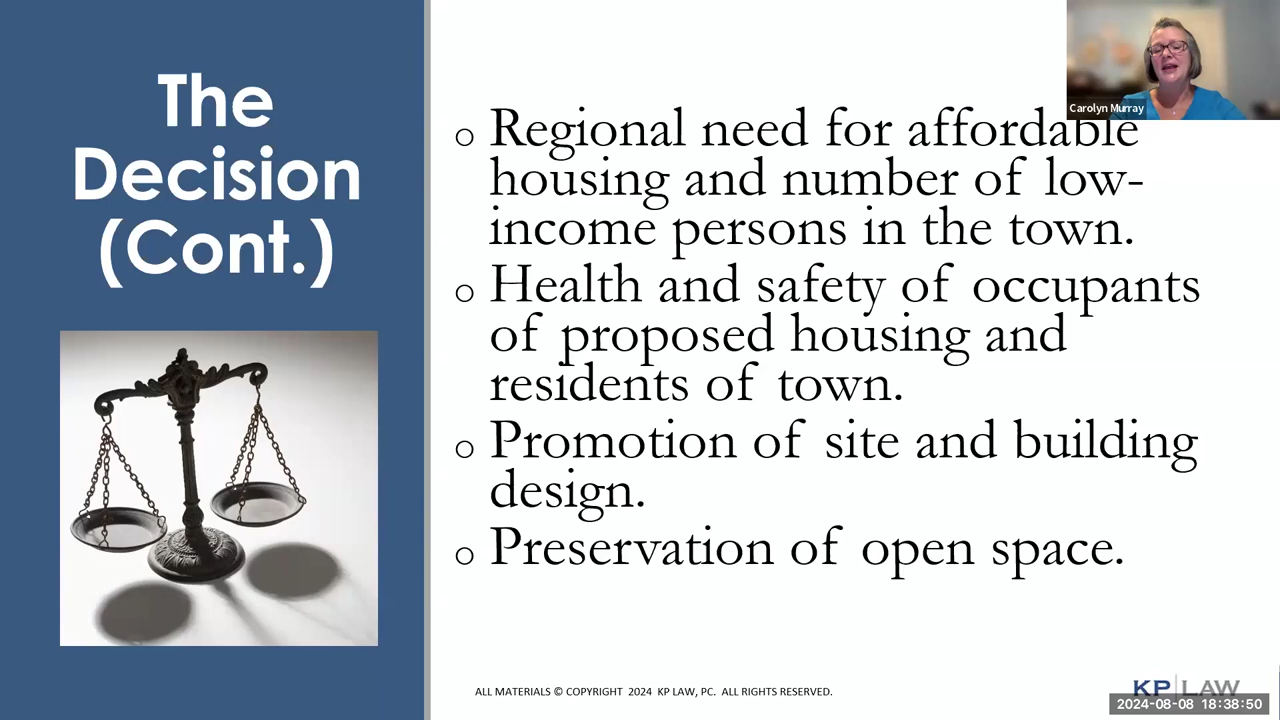 The
Decision
(Cont.)
Carolyn Murray
o Regional need for affordable
housing and number of low-
income persons in the town.
o Health and safety of occupants
of proposed housing and
residents of town.
o Promotion of site and building
design.
o Preservation of open space.
ALL MATERIALS © COPYRIGHT 2024 KP LAW, PC. ALL RIGHTS RESERVED.
KP|LAW
2024-08-08 18:38:50